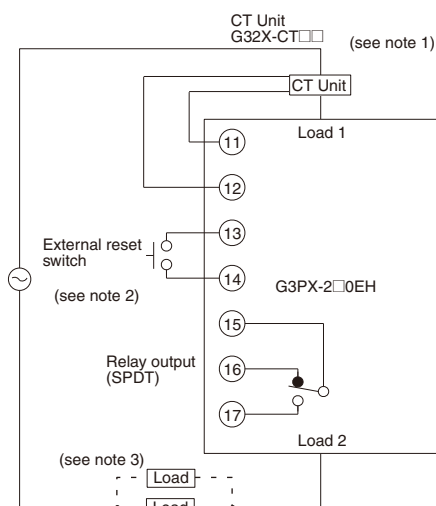 CT Unit
G32X-CT□□
(see note 1)
CT Unit
Load 1
11
12
13
External reset
switch
14
(see note 2)
G3PX-2□0EH
15
Relay output
(SPDT)
16
17
Load 2
(see note 3)
Load
Load